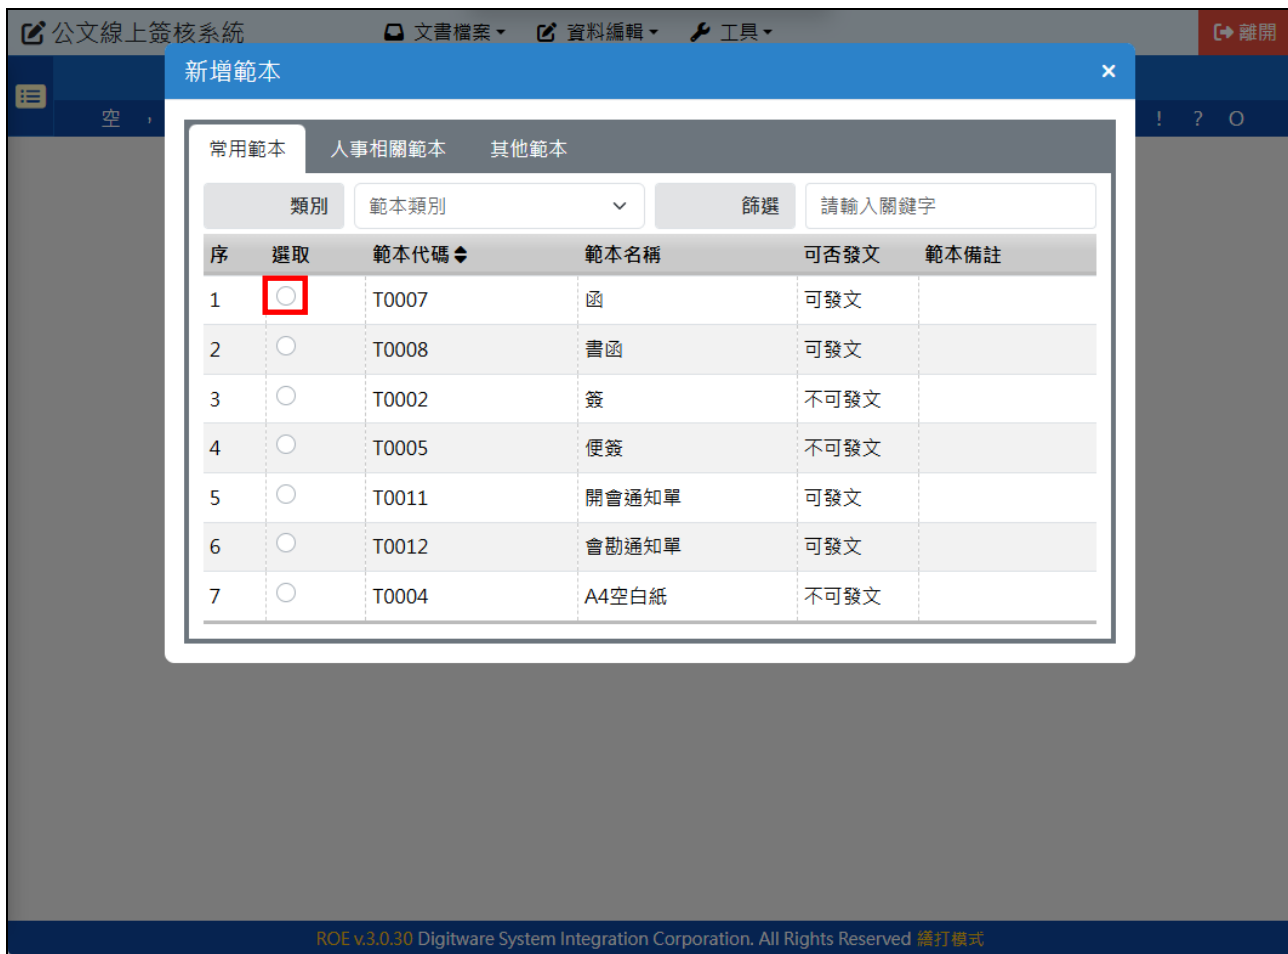 公文線上簽核系統 文書檔案 資料編輯 工具 離開
新增範本 ×
空 , ! ? O
常用範本 人事相關範本 其他範本
類別 範本類別 篩選 請輸入關鍵字
序 選取 範本代碼 範本名稱 可否發文 範本備註
1 T0007 函 可發文
2 T0008 書函 可發文
3 T0002 簽 不可發文
4 T0005 便簽 不可發文
5 T0011 開會通知單 可發文
6 T0012 會勘通知單 可發文
7 T0004 A4空白紙 不可發文
ROE v.3.0.30 Digitware System Integration Corporation. All Rights Reserved 繕打模式